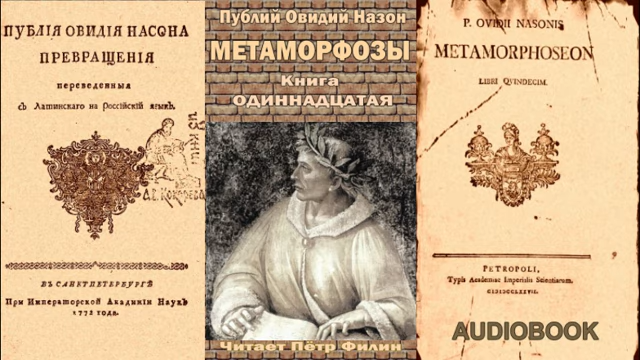 ПУБЛІЯ ОВИДІЯ НАСОНА
ПРЕВРАЩЕНІЯ
переведенныя
съ Латинскаго на Россійскій языкъ.
ВЪ САНКТПЕТЕРБУРГѢ
При Императорской Академіи Наукъ
Публий Овидий Назон
МЕТАМОРФОЗЫ
Книга
ОДИННАДЦАТАЯ
Читает Пётр Филин
P. OVIDII NASONIS
METAMORPHOSEON
LIBRI QVINDECIM.
PETROPOLI,
Typis Academiae Imperialis Scientiarum.
AUDIOBOOK